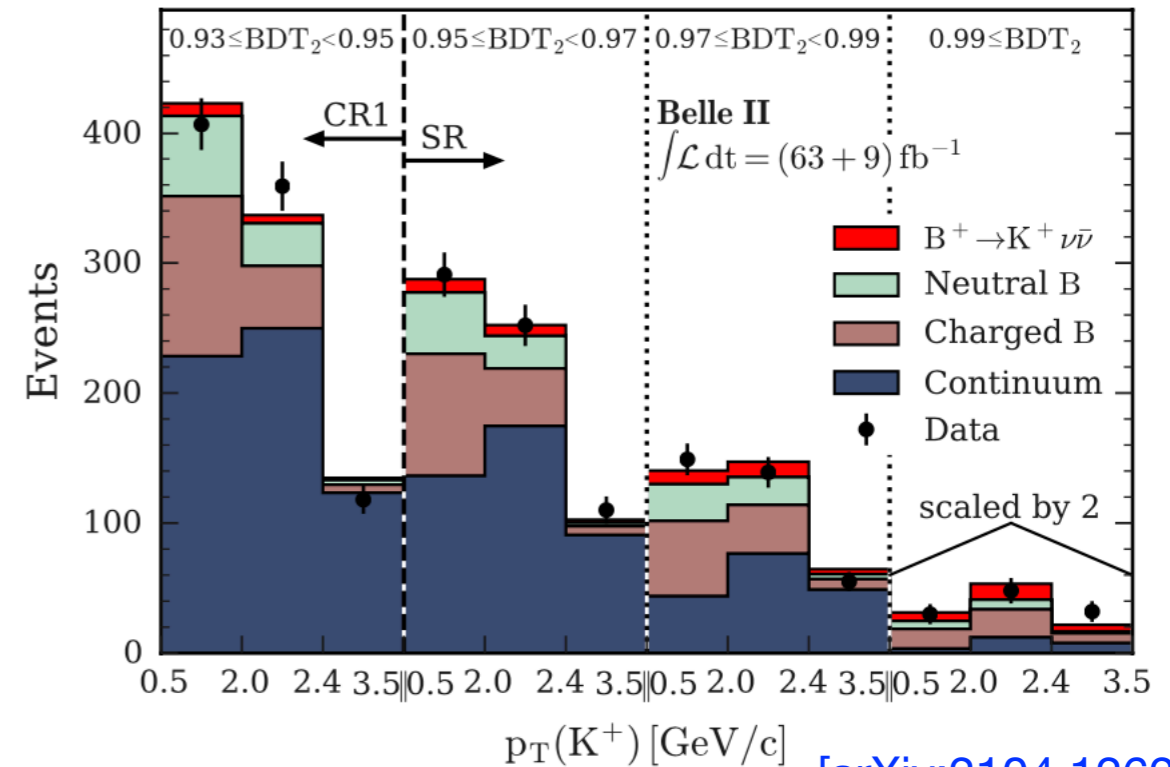 0.93≤BDT₂<0.95 0.95≤BDT₂<0.97 0.97≤BDT₂<0.99 0.99≤BDT₂
CR1
SR
Belle II
∫ℒ dt = (63 + 9) fb⁻¹
B⁺→K⁺νν̄
Neutral B
Charged B
Continuum
Data
scaled by 2
Events
400
300
200
100
0
0.5 2.0 2.4 3.5 0.5 2.0 2.4 3.5 0.5 2.0 2.4 3.5 0.5 2.0 2.4 3.5
p_T(K⁺) [GeV/c]